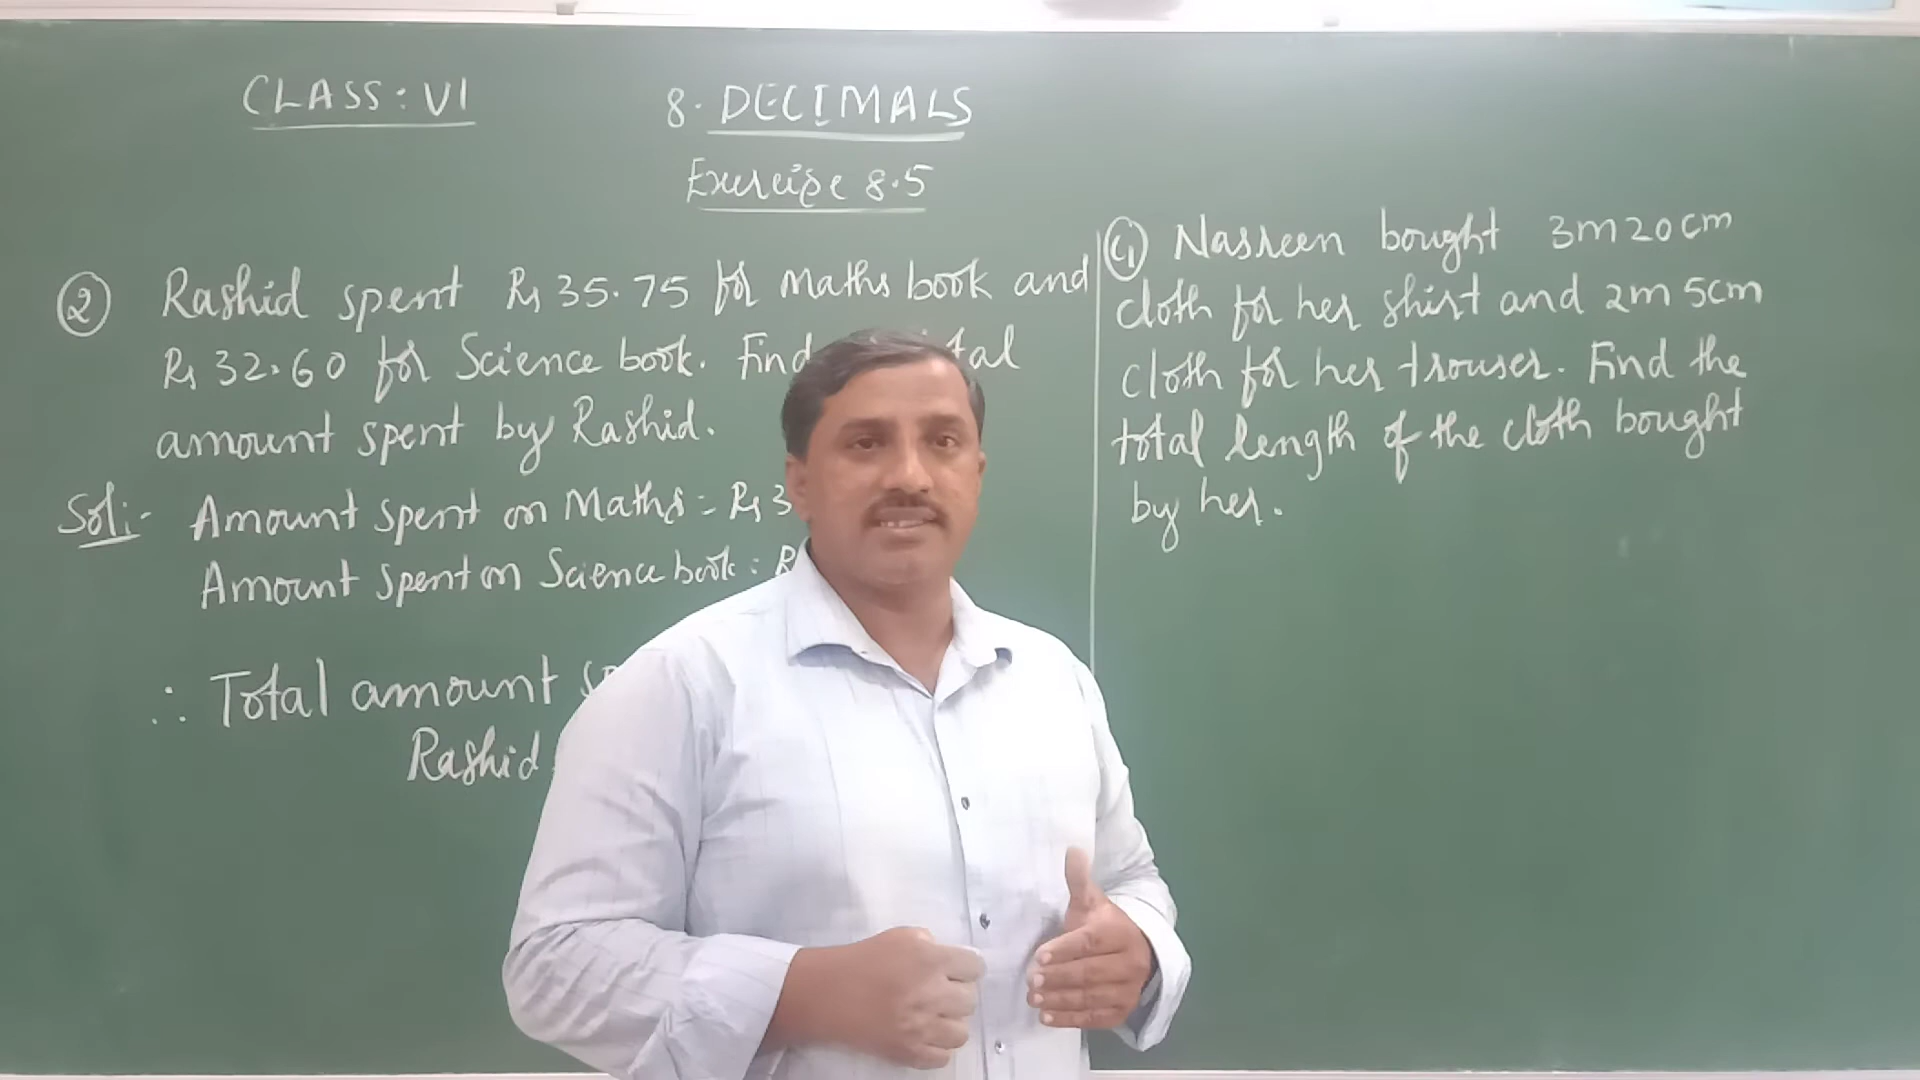 CLASS: VI
8. DECIMALS
Exercise 8.5
② Rashid spent Rs 35.75 for Maths book and
Rs 32.60 for Science book. Find
amount spent by Rashid.
Sol:- Amount spent on Maths = Rs 3
Amount spent on Science book = R
∴ Total amount
Rashid
④ Nasreen bought 3m 20cm
cloth for her shirt and 2m 5cm
cloth for her trouser. Find the
total length of the cloth bought
by her.